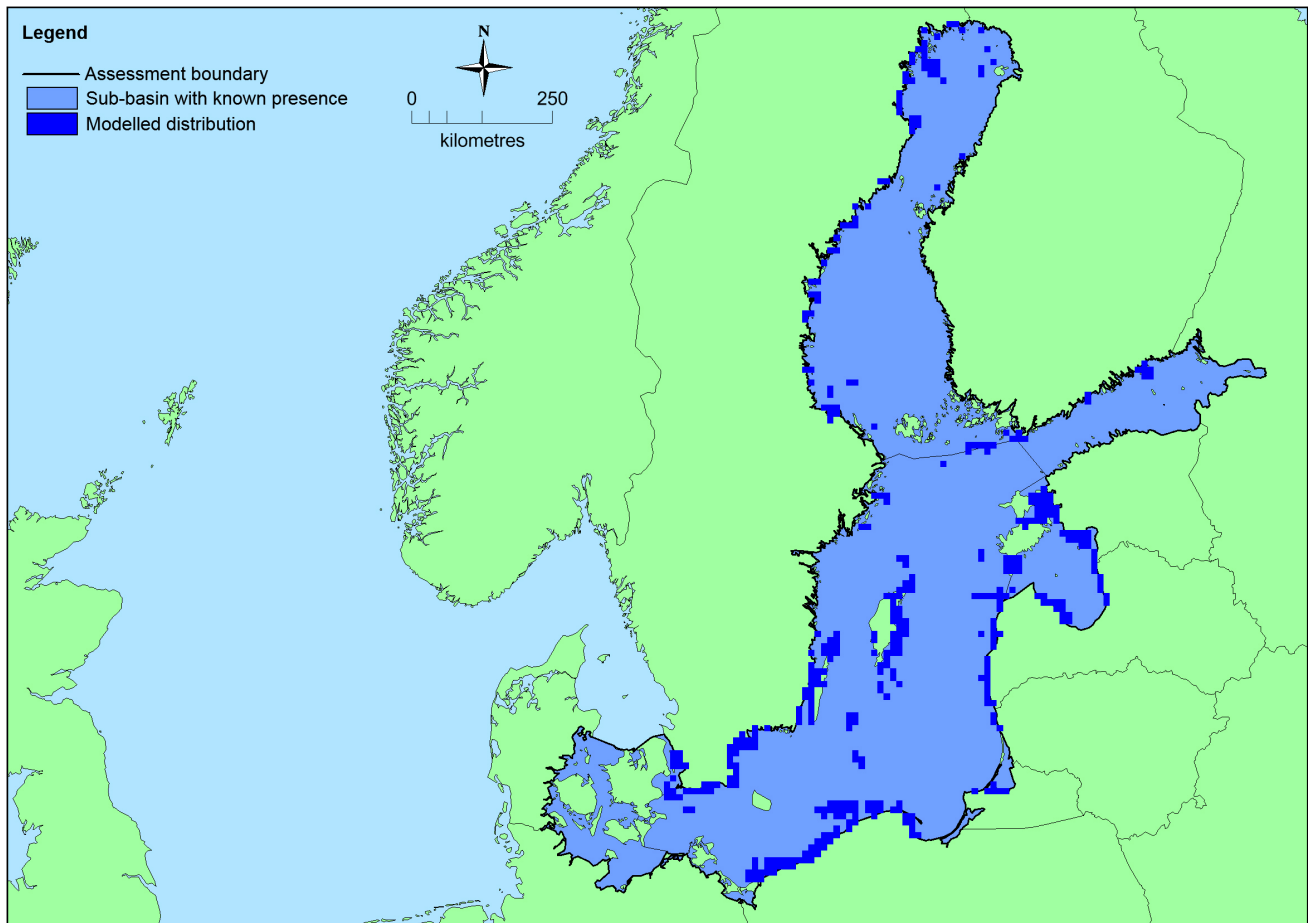 Legend
Assessment boundary
Sub-basin with known presence
Modelled distribution
N
0 250
kilometres